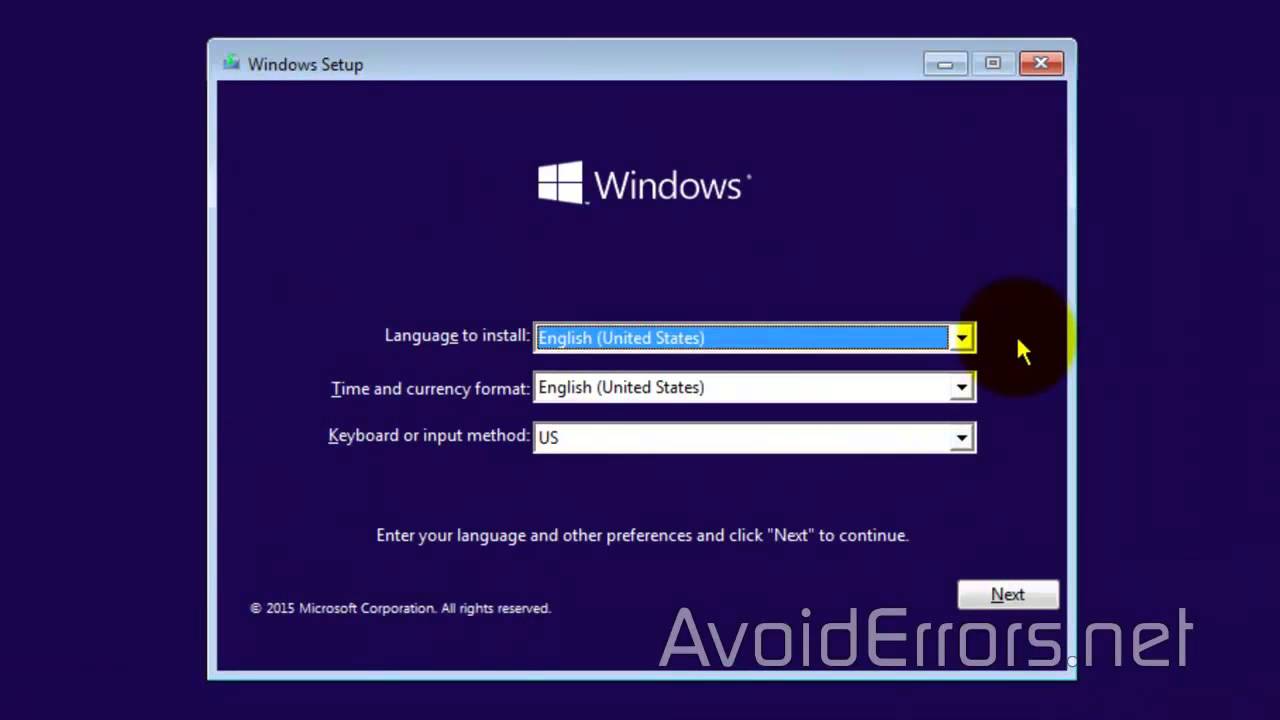 Windows Setup
Windows
Language to install: English (United States)
Time and currency format: English (United States)
Keyboard or input method: US
Enter your language and other preferences and click "Next" to continue.
Next
© 2015 Microsoft Corporation. All rights reserved.
AvoidErrors.net